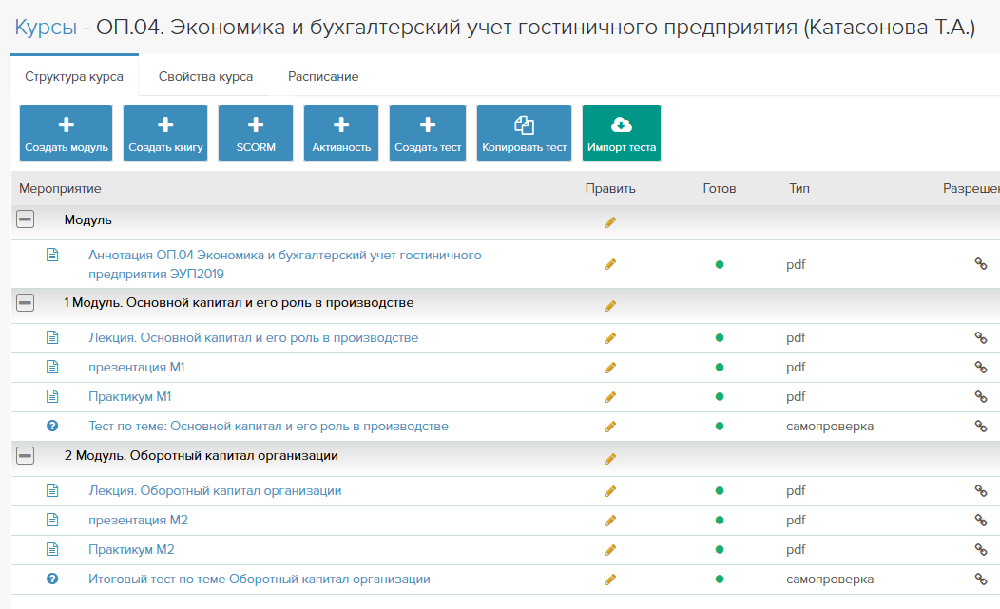 Курсы - ОП.04. Экономика и бухгалтерский учет гостиничного предприятия (Катасонова Т.А.)
Структура курса Свойства курса Расписание
Создать модуль Создать книгу SCORM Активность Создать тест Копировать тест Импорт теста
Мероприятие Править Готов Тип Разрешен
Модуль
Аннотация ОП.04 Экономика и бухгалтерский учет гостиничного
предприятия ЭУП2019 pdf
1 Модуль. Основной капитал и его роль в производстве
Лекция. Основной капитал и его роль в производстве pdf
презентация М1 pdf
Практикум М1 pdf
Тест по теме: Основной капитал и его роль в производстве самопроверка
2 Модуль. Оборотный капитал организации
Лекция. Оборотный капитал организации pdf
презентация М2 pdf
Практикум М2 pdf
Итоговый тест по теме Оборотный капитал организации самопроверка